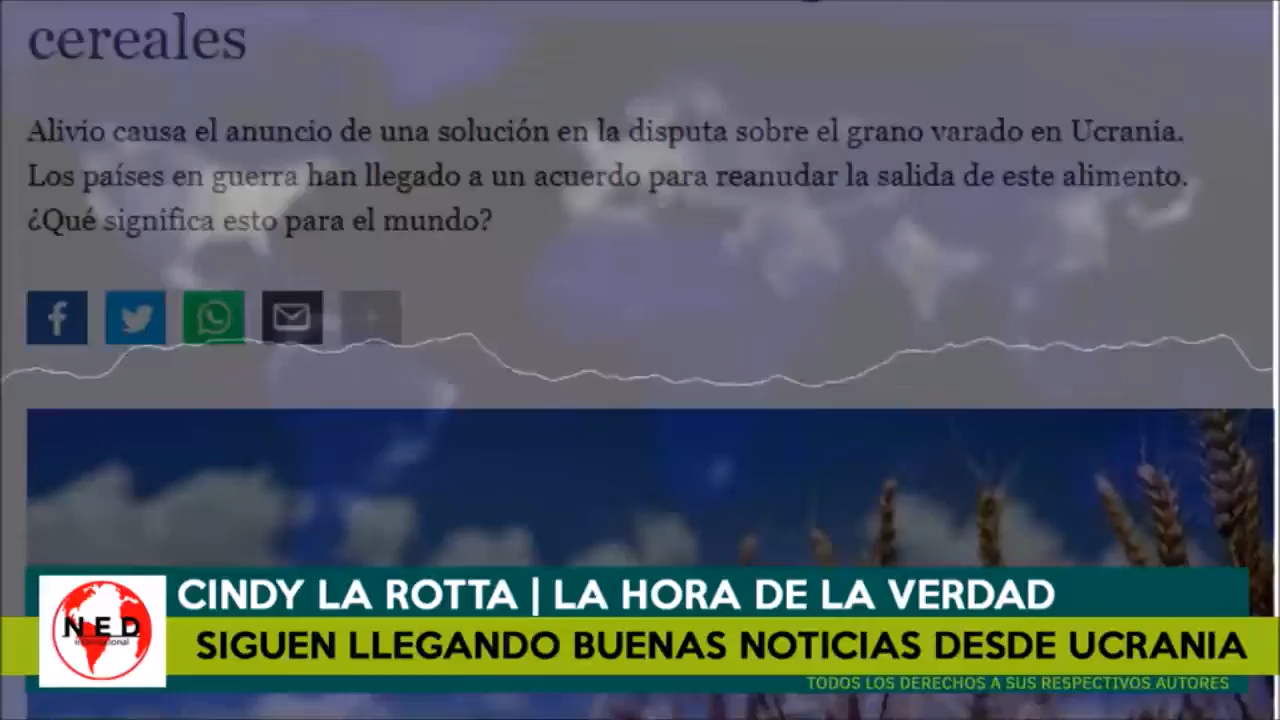 cereales
Alivio causa el anuncio de una solución en la disputa sobre el grano varado en Ucrania.
Los países en guerra han llegado a un acuerdo para reanudar la salida de este alimento.
¿Qué significa esto para el mundo?
CINDY LA ROTTA | LA HORA DE LA VERDAD
N.E.D
International
SIGUEN LLEGANDO BUENAS NOTICIAS DESDE UCRANIA
TODOS LOS DERECHOS A SUS RESPECTIVOS AUTORES